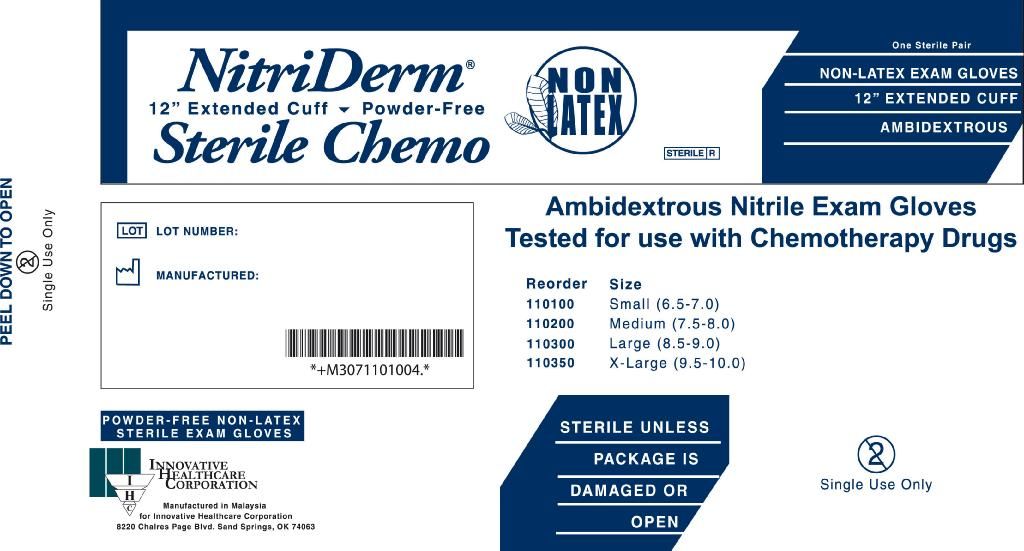 NitriDerm®
12" Extended Cuff Powder-Free
Sterile Chemo
NON
LATEX
STERILE R
One Sterile Pair
NON-LATEX EXAM GLOVES
12" EXTENDED CUFF
AMBIDEXTROUS
PEEL DOWN TO OPEN
2
Single Use Only
LOT LOT NUMBER:
MANUFACTURED:
*+M3071101004.*
Ambidextrous Nitrile Exam Gloves
Tested for use with Chemotherapy Drugs
Reorder Size
110100 Small (6.5-7.0)
110200 Medium (7.5-8.0)
110300 Large (8.5-9.0)
110350 X-Large (9.5-10.0)
POWDER-FREE NON-LATEX
STERILE EXAM GLOVES
I
H
C
INNOVATIVE
HEALTHCARE
CORPORATION
Manufactured in Malaysia
for Innovative Healthcare Corporation
8220 Chalres Page Blvd. Sand Springs, OK 74063
STERILE UNLESS
PACKAGE IS
DAMAGED OR
OPEN
2
Single Use Only